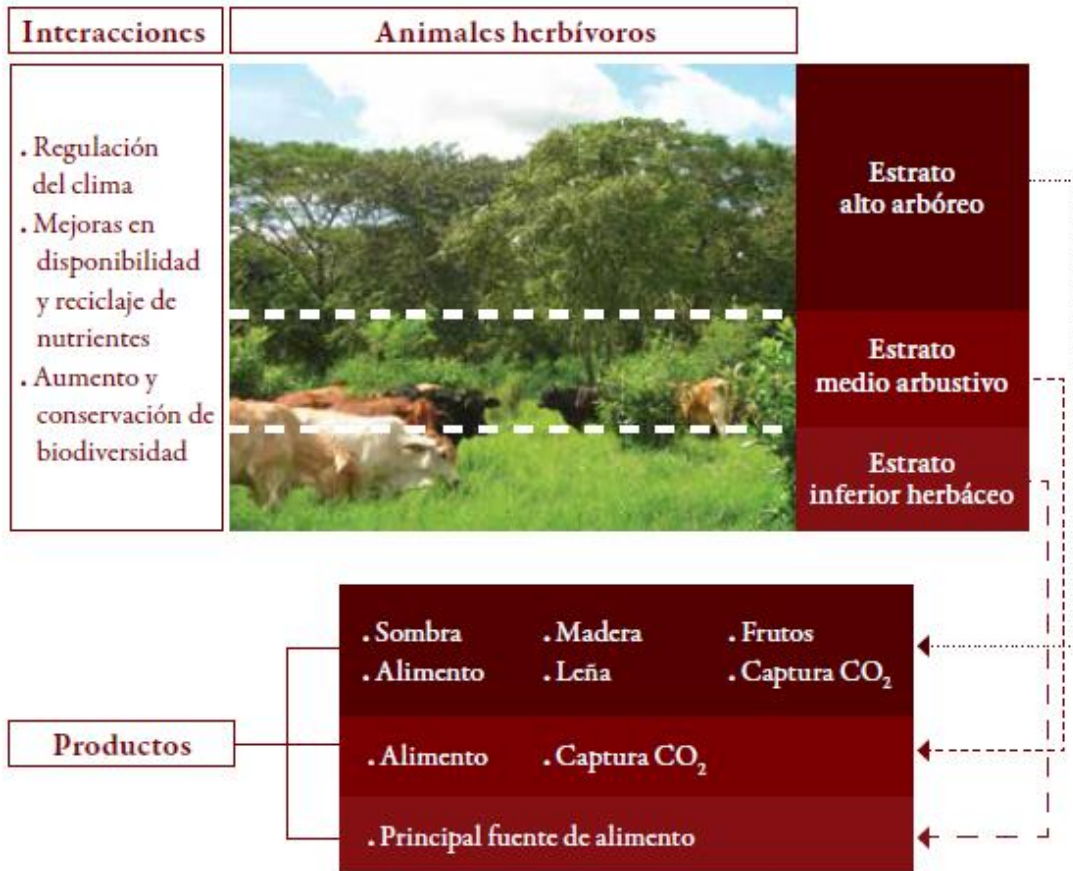 Interacciones
Animales herbívoros
. Regulación
del clima
. Mejoras en
disponibilidad
y reciclaje de
nutrientes
. Aumento y
conservación de
biodiversidad
Estrato
alto arbóreo
Estrato
medio arbustivo
Estrato
inferior herbáceo
Productos
. Sombra . Madera . Frutos
. Alimento . Leña . Captura CO₂
. Alimento . Captura CO₂
. Principal fuente de alimento